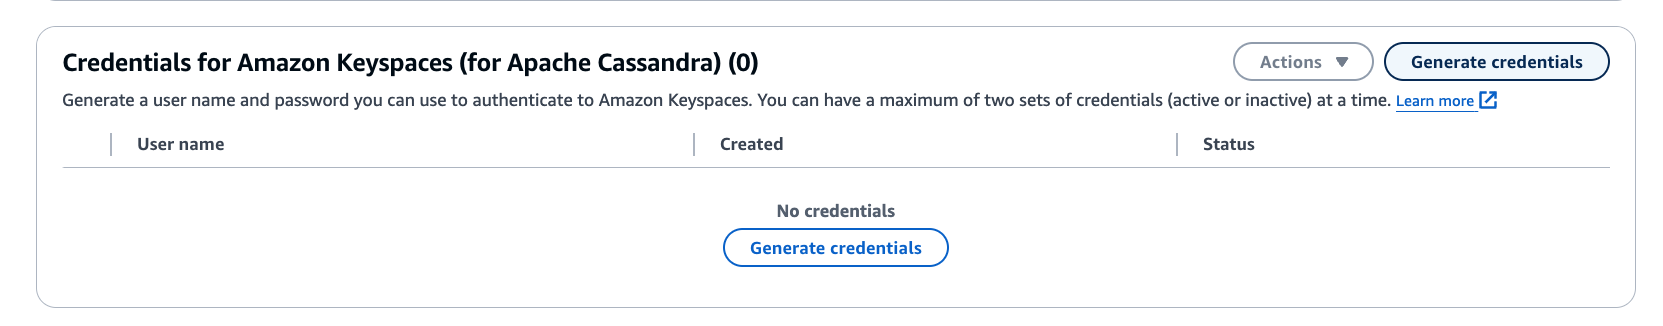 Credentials for Amazon Keyspaces (for Apache Cassandra) (0)
Actions
Generate credentials
Generate a user name and password you can use to authenticate to Amazon Keyspaces. You can have a maximum of two sets of credentials (active or inactive) at a time. Learn more
User name
Created
Status
No credentials
Generate credentials